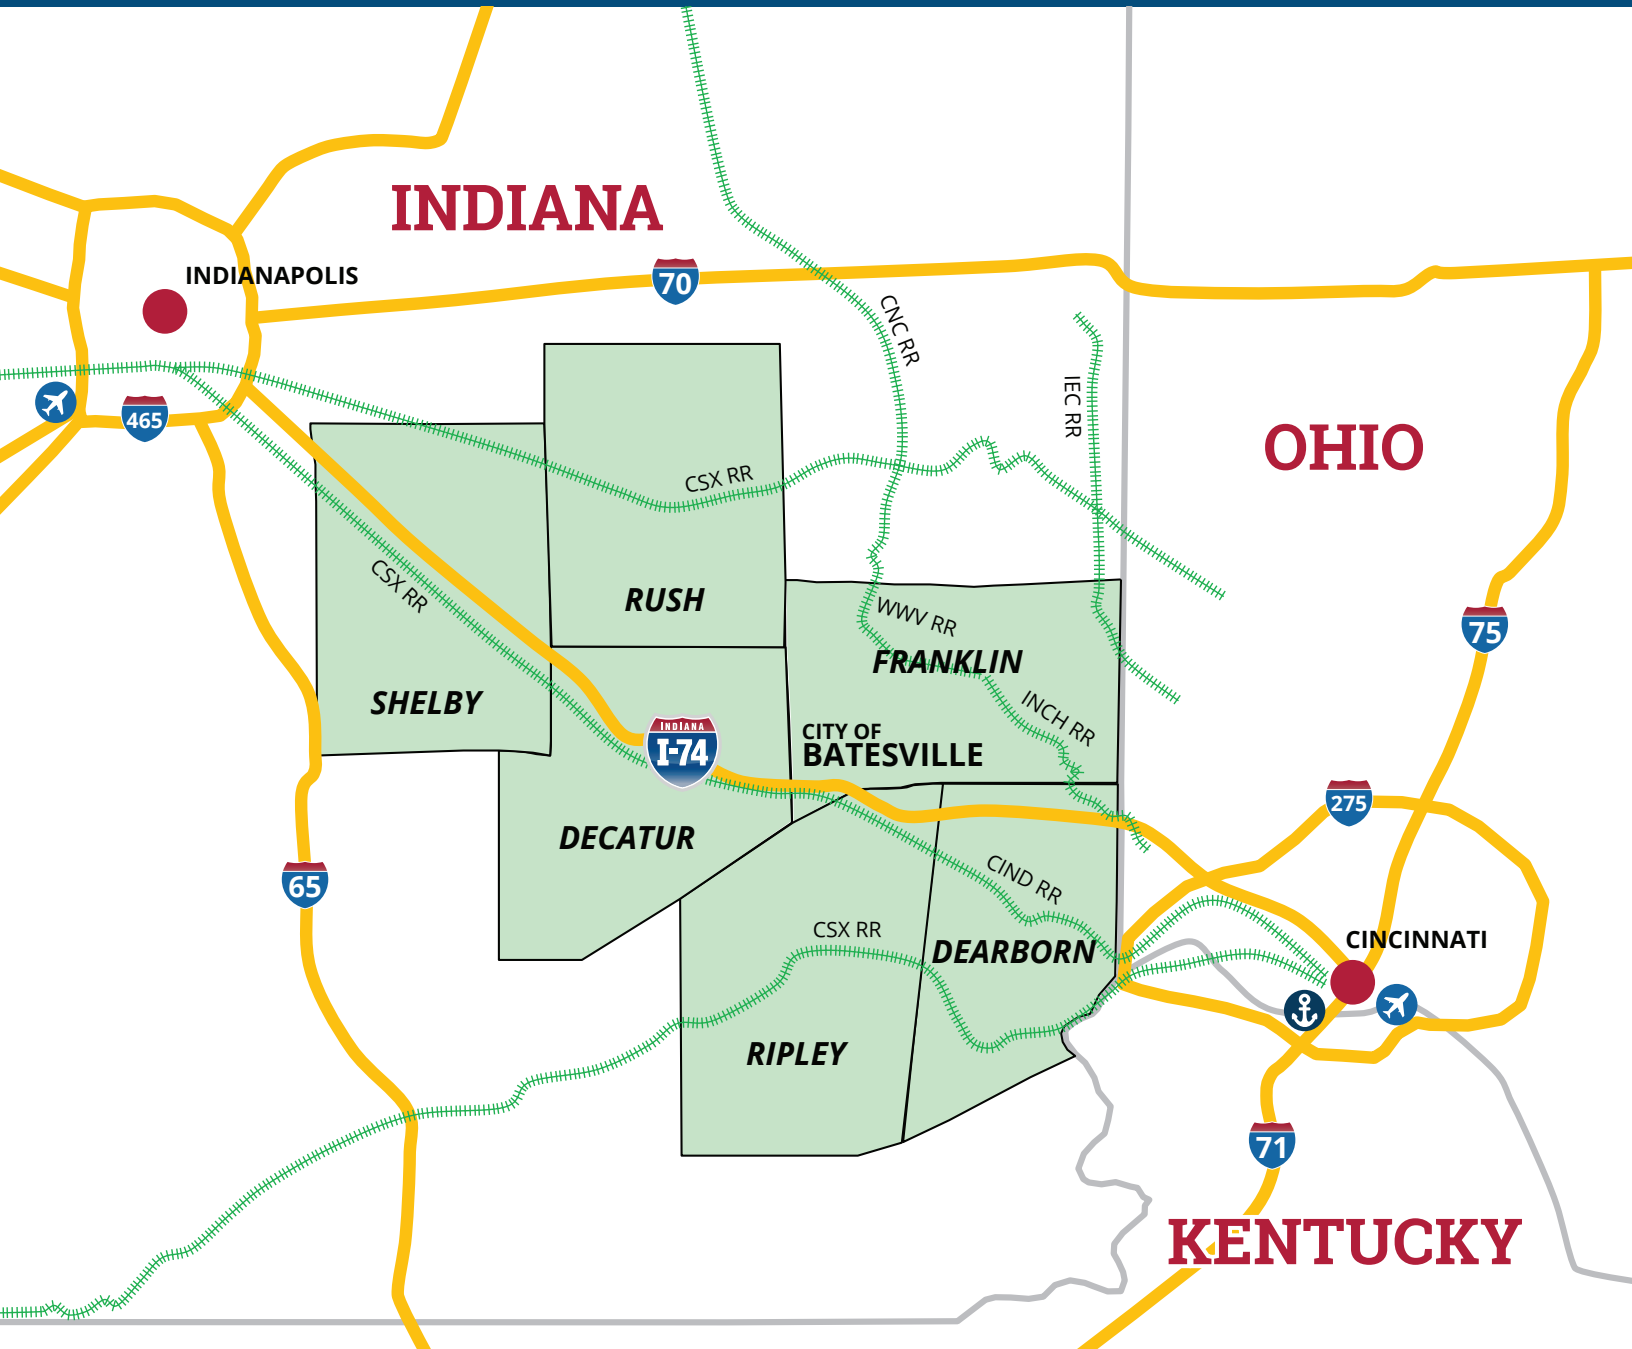 INDIANA
INDIANAPOLIS
70
CNC RR
IEC RR
465
OHIO
CSX RR
CSX RR
RUSH
WWV RR
75
FRANKLIN
SHELBY
INCH RR
INDIANA
I-74
CITY OF
BATESVILLE
275
DECATUR
65
CIND RR
CSX RR
DEARBORN
CINCINNATI
RIPLEY
71
KENTUCKY